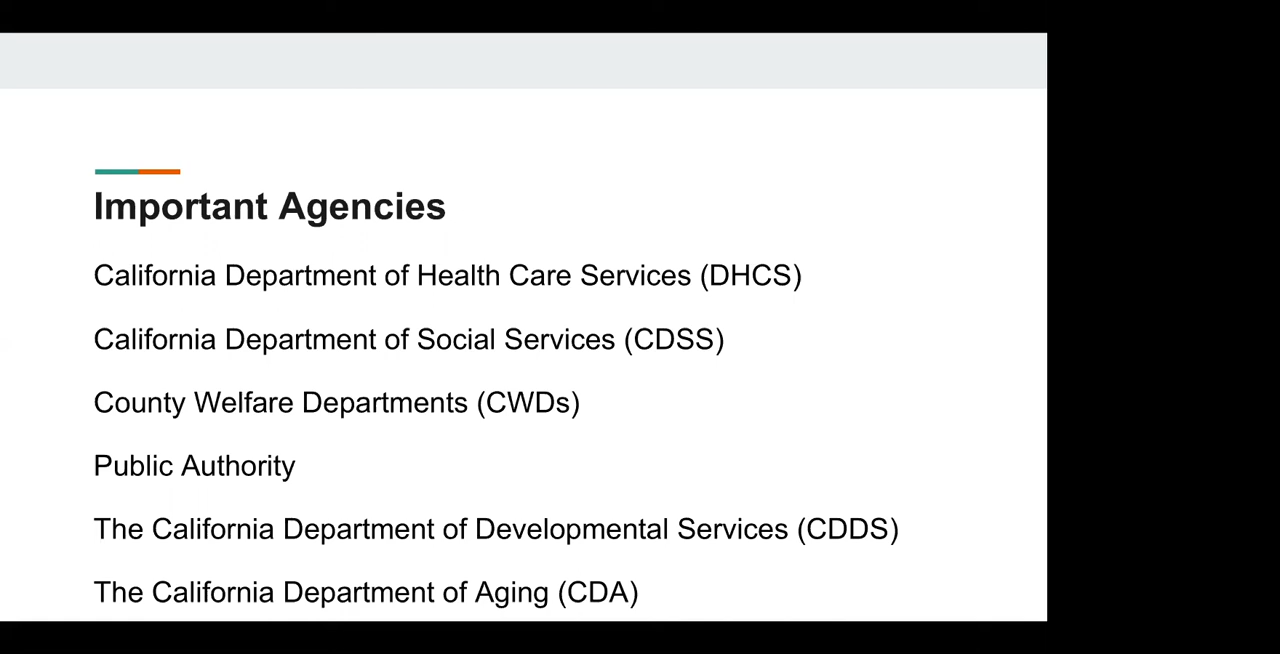 Important Agencies
California Department of Health Care Services (DHCS)
California Department of Social Services (CDSS)
County Welfare Departments (CWDs)
Public Authority
The California Department of Developmental Services (CDDS)
The California Department of Aging (CDA)